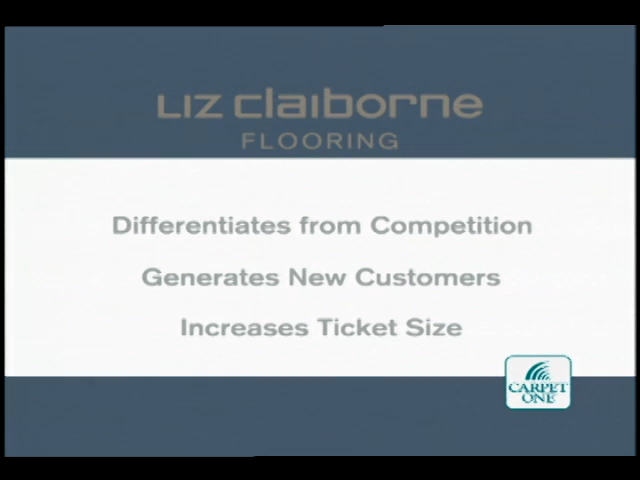 Liz claiborne
FLOORING
Differentiates from Competition
Generates New Customers
Increases Ticket Size
CARPET
ONE